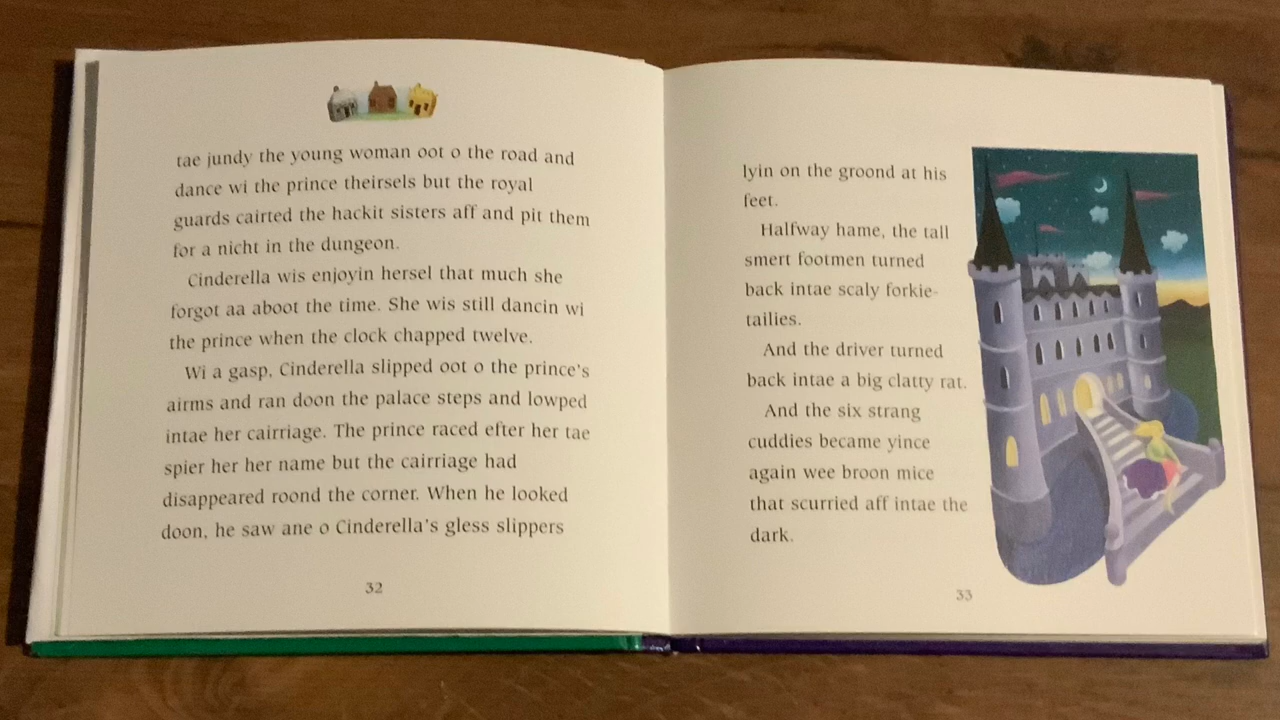 tae jundy the young woman oot o the road and
dance wi the prince theirsels but the royal
guards cairted the hackit sisters aff and pit them
for a nicht in the dungeon.
Cinderella wis enjoyin hersel that much she
forgot aa aboot the time. She wis still dancin wi
the prince when the clock chapped twelve.
Wi a gasp, Cinderella slipped oot o the prince's
airms and ran doon the palace steps and lowped
intae her cairriage. The prince raced efter her tae
spier her her name but the cairriage had
disappeared roond the corner. When he looked
doon, he saw ane o Cinderella's gless slippers
32
lyin on the groond at his
feet.
Halfway hame, the tall
smert footmen turned
back intae scaly forkie-
tailies.
And the driver turned
back intae a big clatty rat.
And the six strang
cuddies became yince
again wee broon mice
that scurried aff intae the
dark.
33